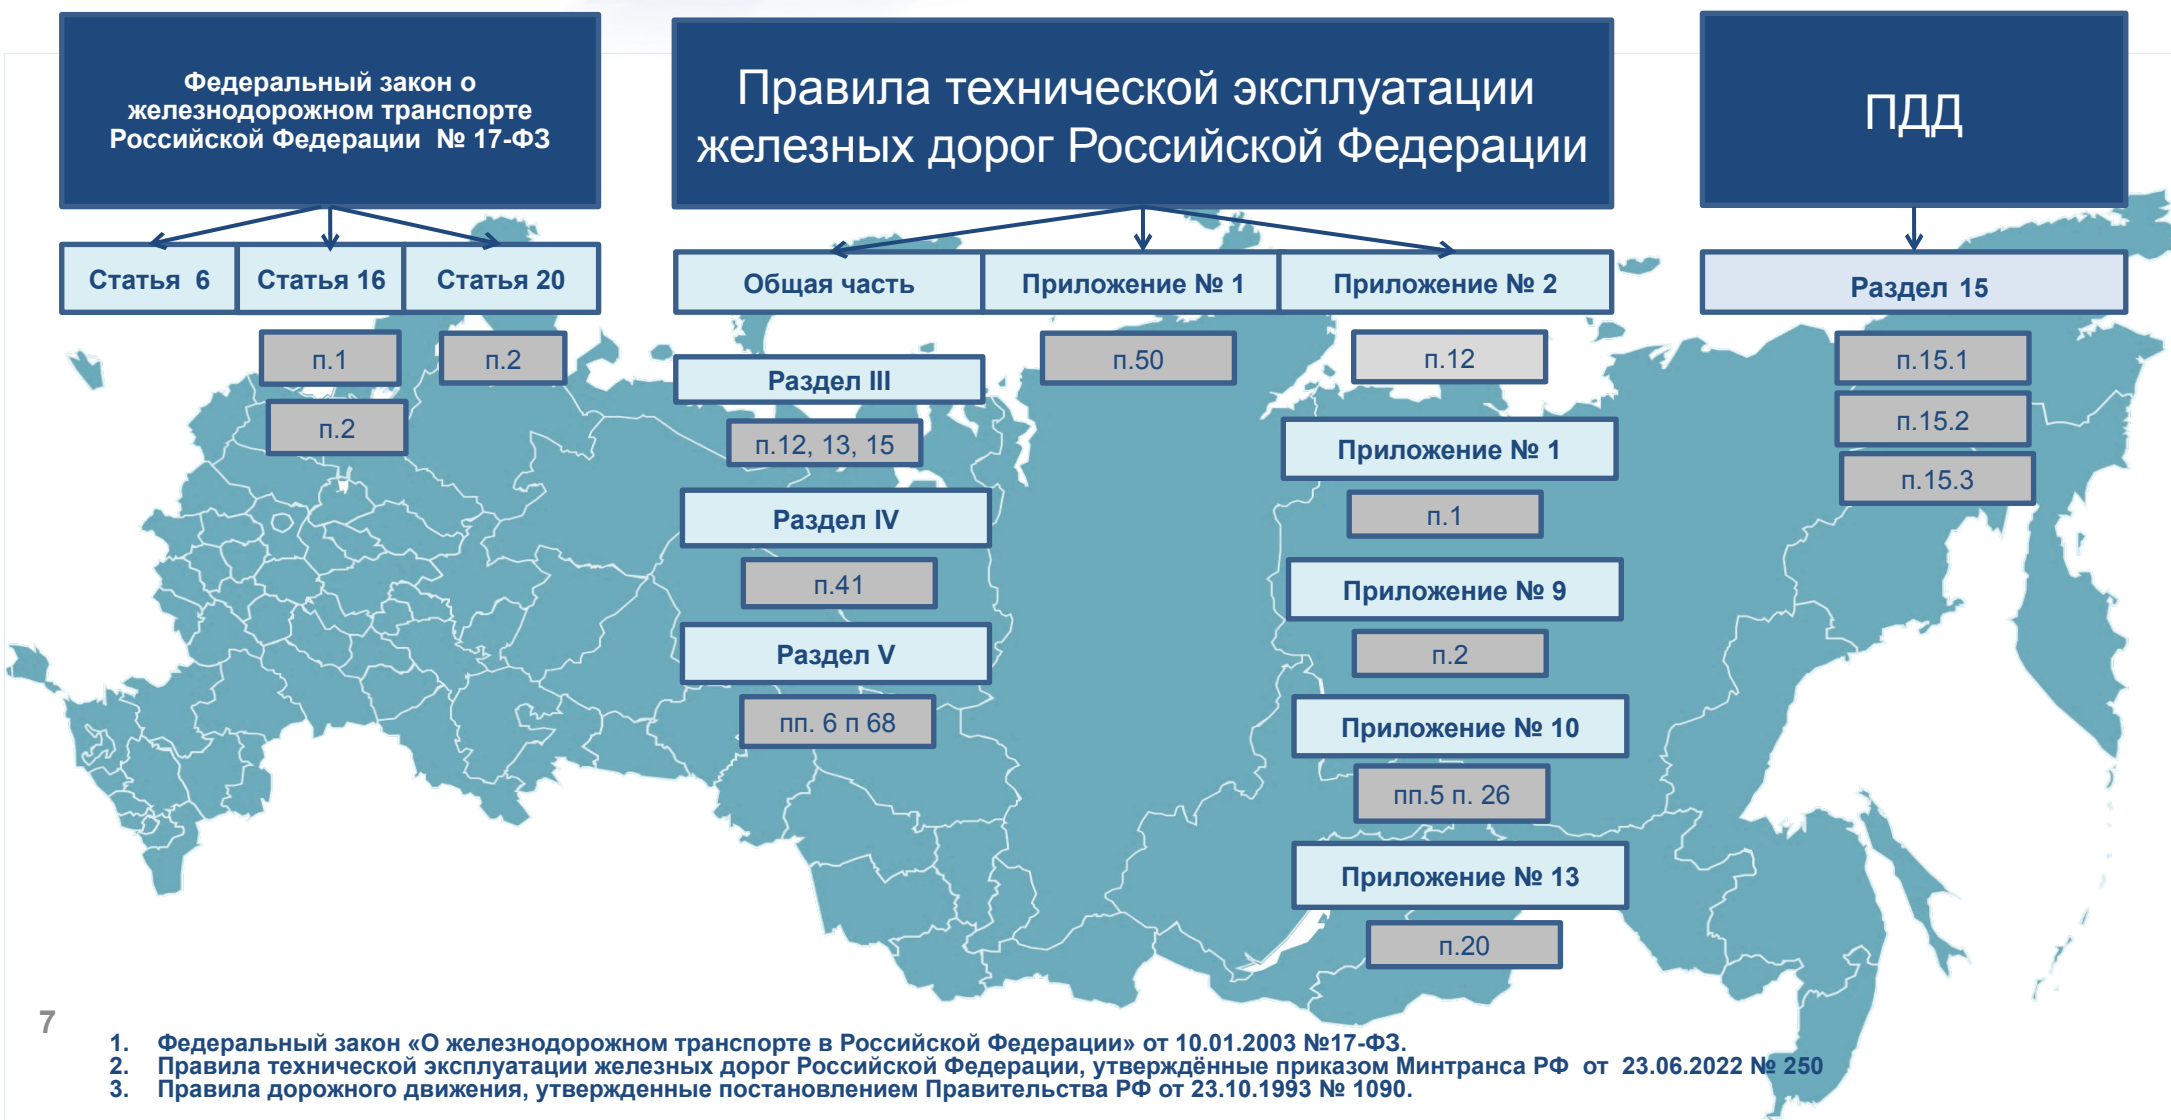 Федеральный закон о
железнодорожном транспорте
Российской Федерации № 17-ФЗ
Статья 6
Статья 16
п.1
п.2
Статья 20
п.2
Правила технической эксплуатации
железных дорог Российской Федерации
Общая часть
Раздел III
п.12, 13, 15
Раздел IV
п.41
Раздел V
пп. 6 п 68
Приложение № 1
п.50
Приложение № 2
п.12
Приложение № 1
п.1
Приложение № 9
п.2
Приложение № 10
пп.5 п. 26
Приложение № 13
п.20
ПДД
Раздел 15
п.15.1
п.15.2
п.15.3
7
1. Федеральный закон «О железнодорожном транспорте в Российской Федерации» от 10.01.2003 №17-ФЗ.
2. Правила технической эксплуатации железных дорог Российской Федерации, утверждённые приказом Минтранса РФ от 23.06.2022 № 250
3. Правила дорожного движения, утвержденные постановлением Правительства РФ от 23.10.1993 № 1090.